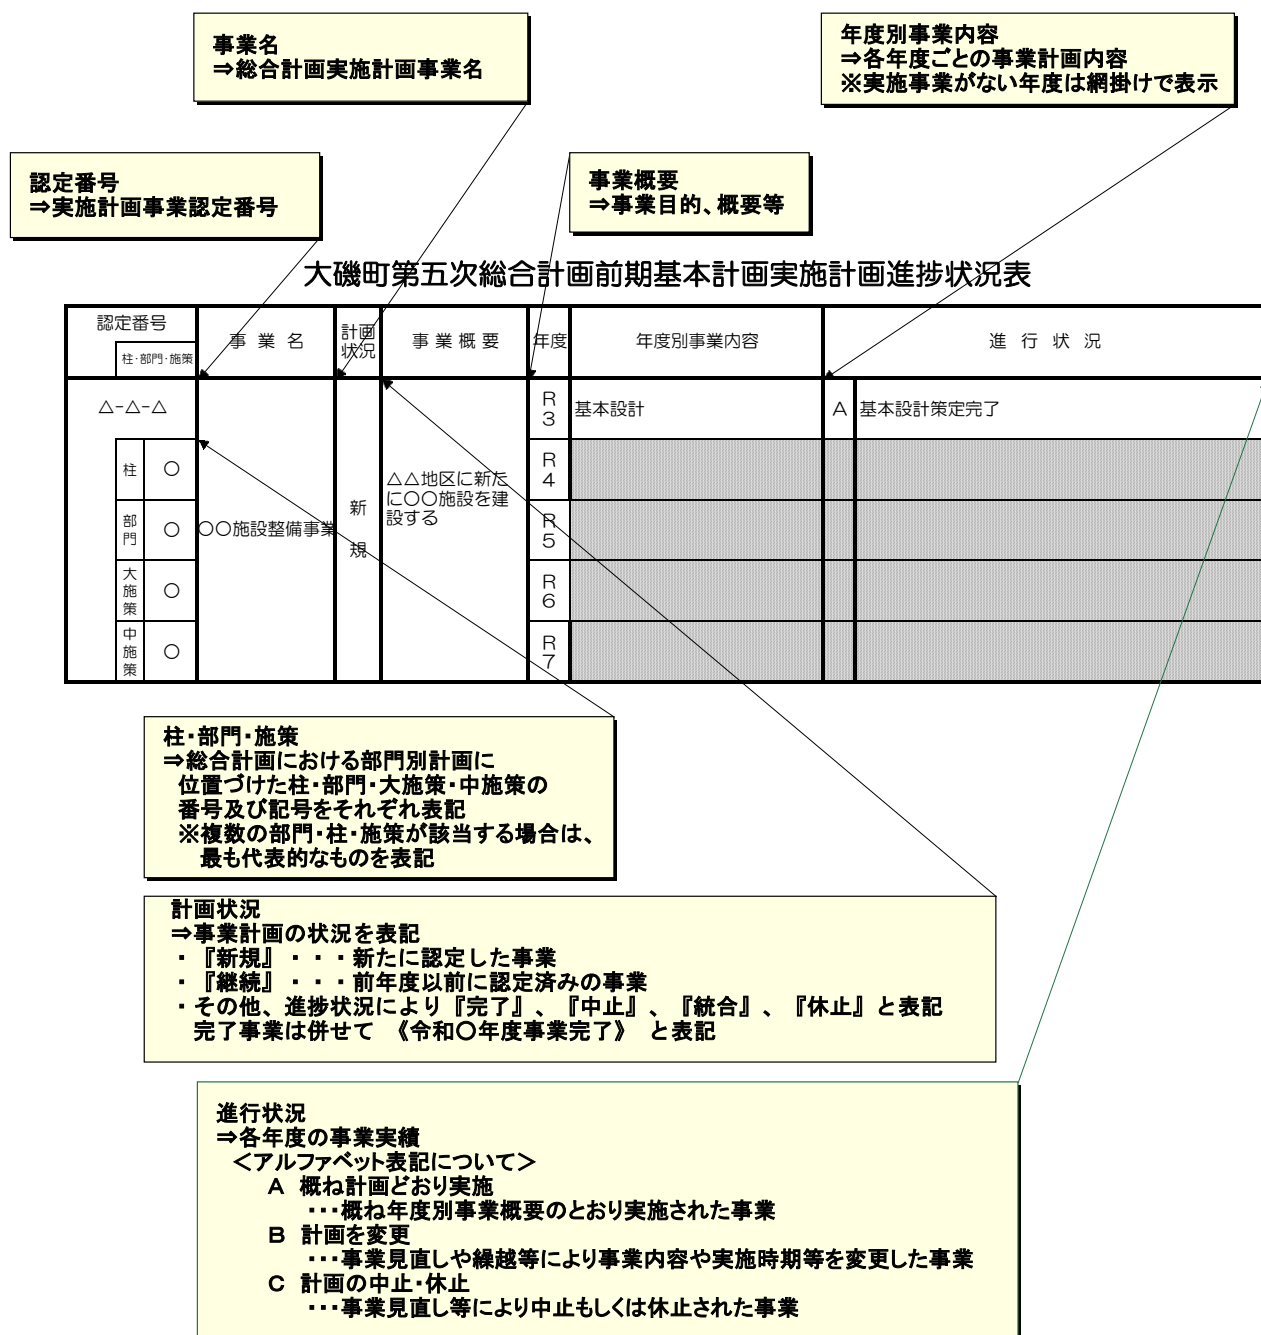 事業名
⇒総合計画実施計画事業名
年度別事業内容
⇒各年度ごとの事業計画内容
※実施事業がない年度は網掛けで表示
認定番号
⇒実施計画事業認定番号
事業概要
⇒事業目的、概要等
大磯町第五次総合計画前期基本計画実施計画進捗状況表
認定番号
柱・部門・施策
事 業 名
計画
状況
事 業 概 要
年度
年度別事業内容
進 行 状 況
△-△-△
柱
○
部
門
○
大
施
策
○
中
施
策
○
○○施設整備事業
新
規
△△地区に新た
に○○施設を建
設する
R
3
基本設計
A
基本設計策定完了
R
4
R
5
R
6
R
7
柱・部門・施策
⇒総合計画における部門別計画に
位置づけた柱・部門・大施策・中施策の
番号及び記号をそれぞれ表記
※複数の部門・柱・施策が該当する場合は、
最も代表的なものを表記
計画状況
⇒事業計画の状況を表記
・『新規』・・・新たに認定した事業
・『継続』・・・前年度以前に認定済みの事業
・その他、進捗状況により『完了』、『中止』、『統合』、『休止』と表記
完了事業は併せて 《令和○年度事業完了》 と表記
進行状況
⇒各年度の事業実績
＜アルファベット表記について＞
A 概ね計画どおり実施
・・・概ね年度別事業概要のとおり実施された事業
B 計画を変更
・・・事業見直しや繰越等により事業内容や実施時期等を変更した事業
C 計画の中止・休止
・・・事業見直し等により中止もしくは休止された事業